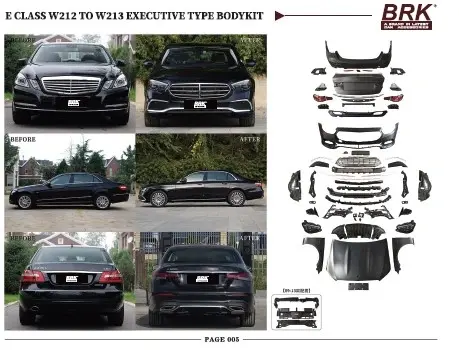 E CLASS W212 TO W213 EXECUTIVE TYPE BODYKIT
BRK®
A BRAND IN LATEST
CAR ACCESSORIES
BEFORE
AFTER
BRK
BRK
BEFORE
AFTER
BEFORE
AFTER
BRK
BRK
PAGE 005